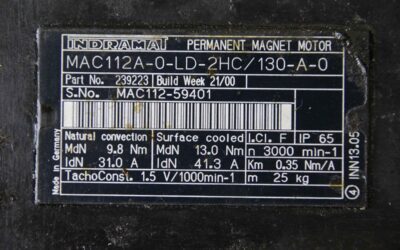 INDRAMAT PERMANENT MAGNET MOTOR
MAC112A-0-LD-2HC/130-A-0
Part No. 239223 Build Week 21/00
S.No. MAC112-59401
Natural convection Surface cooled I.Cl. F IP 65
MdN 9.8 Nm MdN 13.0 Nm n 3000 min-1
IdN 31.0 A IdN 41.3 A Km 0.35 Nm/A
TachoConst. 1.5 V/1000min-1 m 25 kg
Made in Germany
4 INN13.05